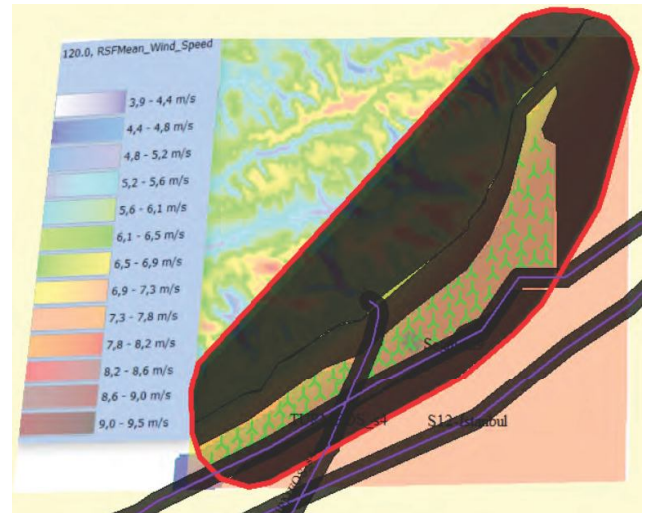 120.0, RSFMean_Wind_Speed
3,9 - 4,4 m/s
4,4 - 4,8 m/s
4,8 - 5,2 m/s
5,2 - 5,6 m/s
5,6 - 6,1 m/s
6,1 - 6,5 m/s
6,5 - 6,9 m/s
6,9 - 7,3 m/s
7,3 - 7,8 m/s
7,8 - 8,2 m/s
8,2 - 8,6 m/s
8,6 - 9,0 m/s
9,0 - 9,5 m/s
S12-Istanbul